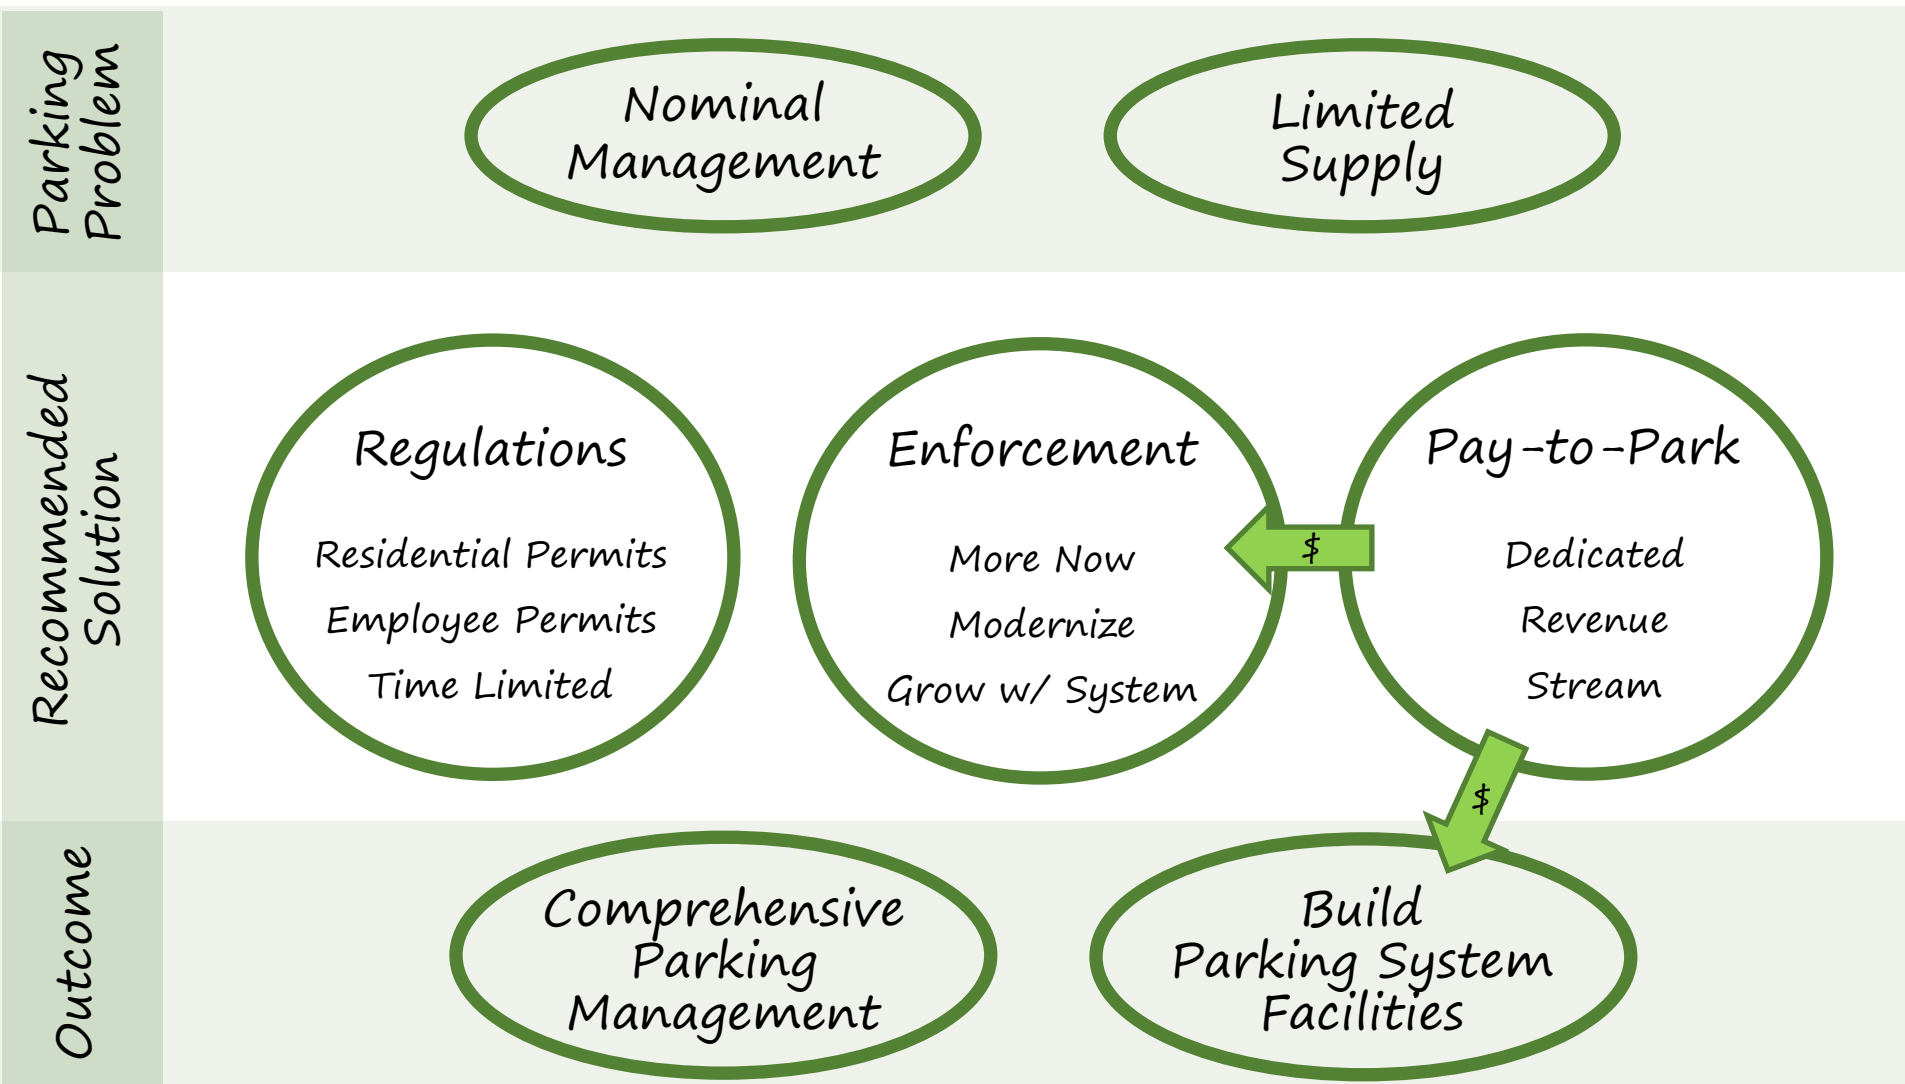 Parking
Problem
Nominal
Management
Limited
Supply
Recommended
Solution
Regulations
Residential Permits
Employee Permits
Time Limited
Enforcement
More Now
Modernize
Grow w/ System
$
Pay-to-Park
Dedicated
Revenue
Stream
$
Outcome
Comprehensive
Parking
Management
Build
Parking System
Facilities